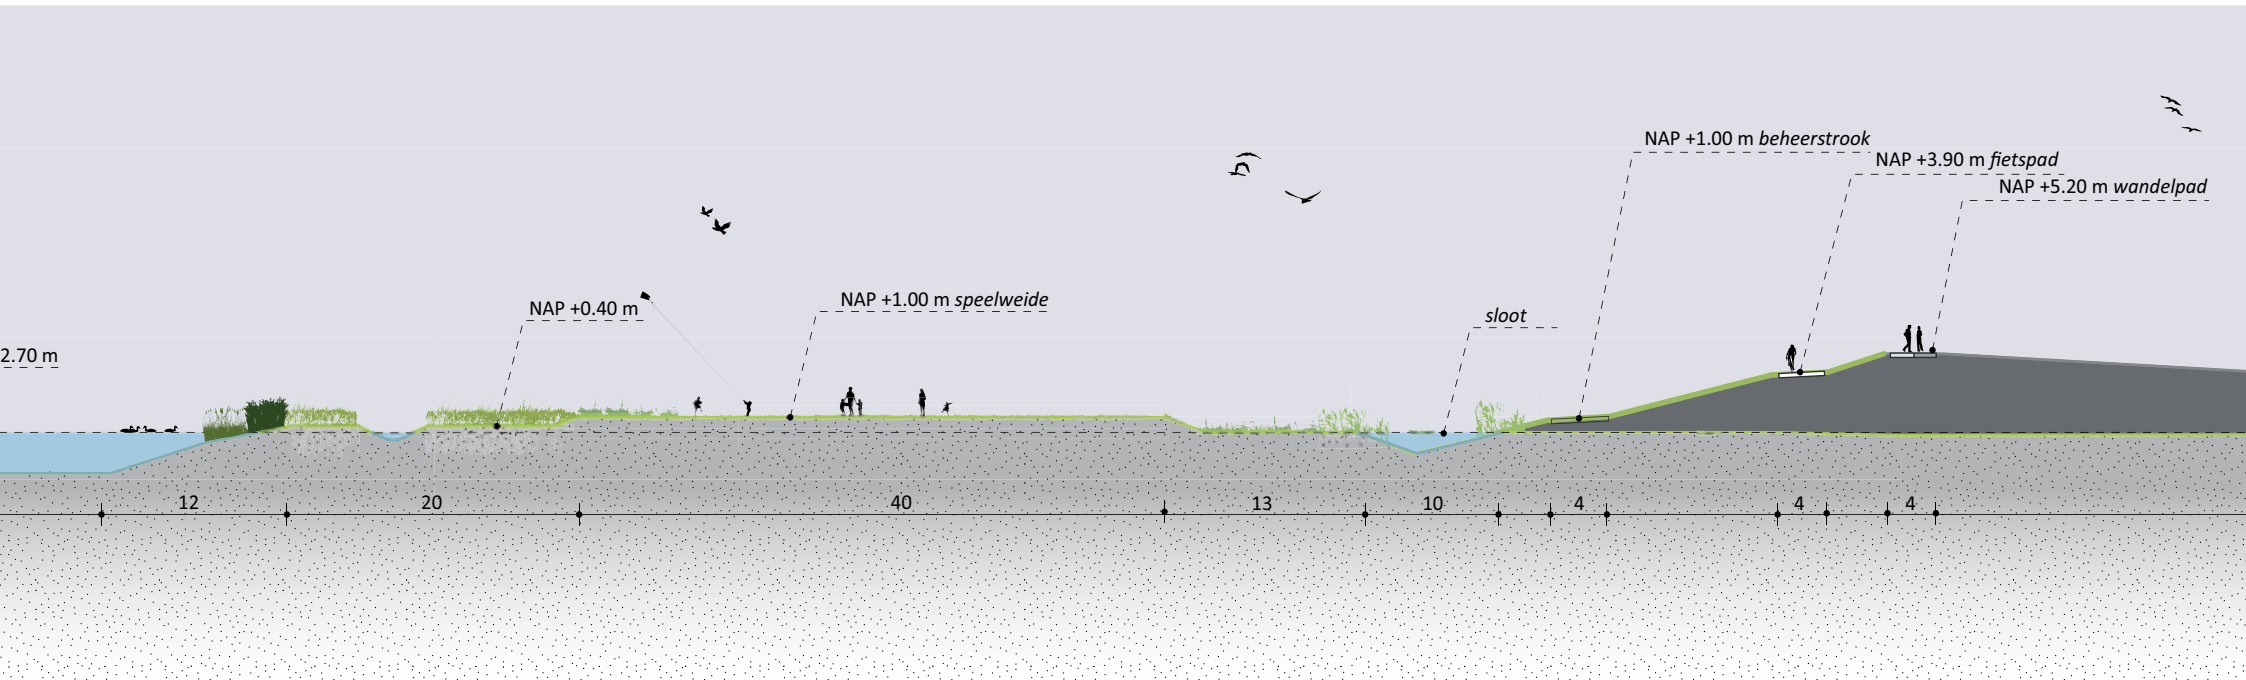 NAP +1.00 m beheerstrook
NAP +3.90 m fietspad
NAP +5.20 m wandelpad
NAP +0.40 m
NAP +1.00 m speelweide
sloot
2.70 m
12 20 40 13 10 4 4 4